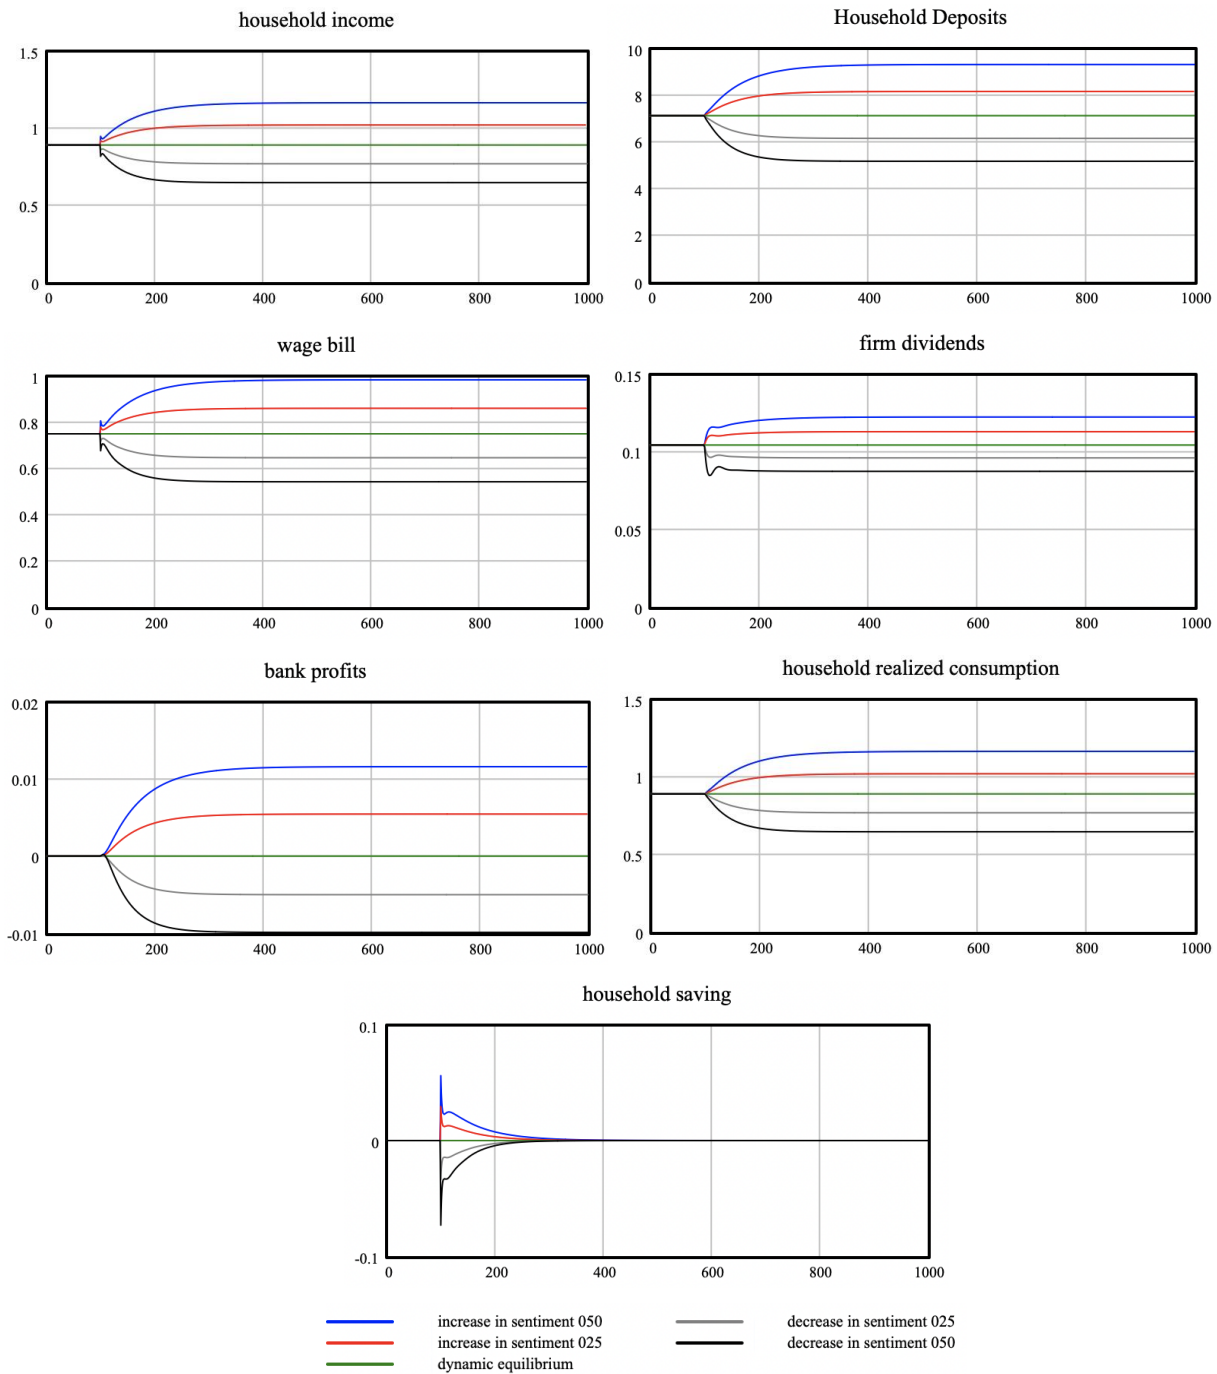 household income
1.5
1
0.5
0
0 200 400 600 800 1000
Household Deposits
10
8
6
4
2
0
0 200 400 600 800 1000
wage bill
1
0.8
0.6
0.4
0.2
0
0 200 400 600 800 1000
firm dividends
0.15
0.1
0.05
0
0 200 400 600 800 1000
bank profits
0.02
0.01
0
-0.01
0 200 400 600 800 1000
household realized consumption
1.5
1
0.5
0
0 200 400 600 800 1000
household saving
0.1
0
-0.1
0 200 400 600 800 1000
increase in sentiment 050
increase in sentiment 025
dynamic equilibrium
decrease in sentiment 025
decrease in sentiment 050